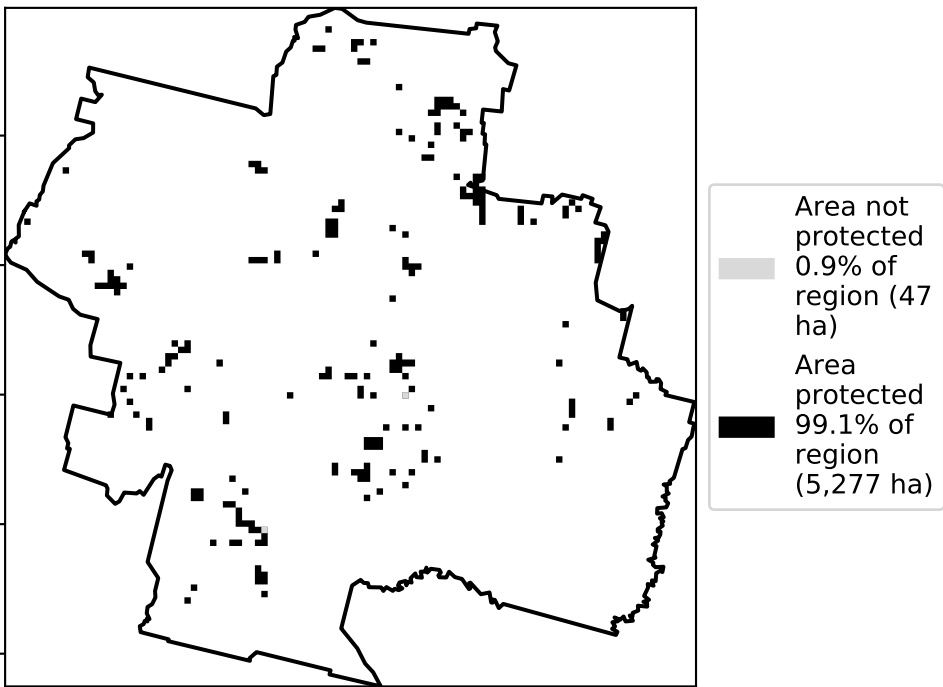 Area not
protected
0.9% of
region (47
ha)
Area
protected
99.1% of
region
(5,277 ha)